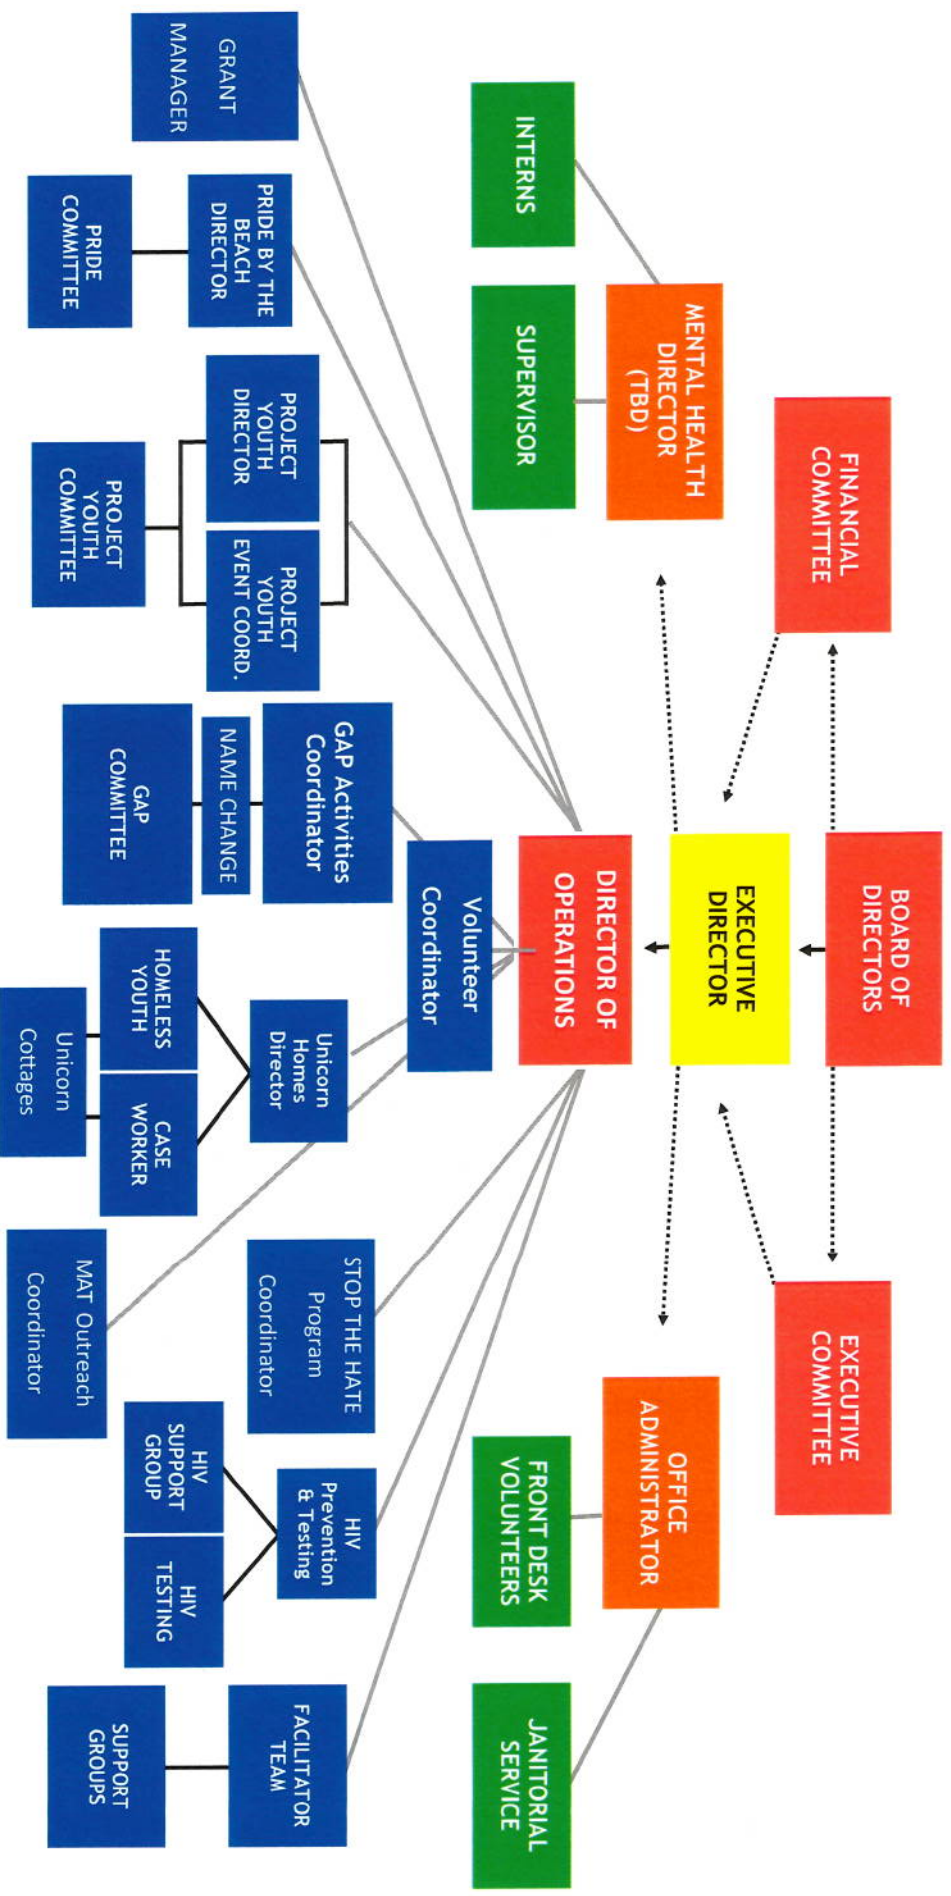 BOARD OF
DIRECTORS
FINANCIAL
COMMITTEE
EXECUTIVE
COMMITTEE
EXECUTIVE
DIRECTOR
MENTAL HEALTH
DIRECTOR
(TBD)
OFFICE
ADMINISTRATOR
DIRECTOR OF
OPERATIONS
INTERNS
SUPERVISOR
FRONT DESK
VOLUNTEERS
JANITORIAL
SERVICE
Volunteer
Coordinator
GRANT
MANAGER
PRIDE BY THE
BEACH
DIRECTOR
PRIDE
COMMITTEE
PROJECT
YOUTH
DIRECTOR
PROJECT
YOUTH
EVENT COORD.
PROJECT
YOUTH
COMMITTEE
GAP Activities
Coordinator
NAME CHANGE
GAP
COMMITTEE
Unicorn
Homes
Director
HOMELESS
YOUTH
CASE
WORKER
Unicorn
Cottages
MAT Outreach
Coordinator
STOP THE HATE
Program
Coordinator
HIV
Prevention
& Testing
HIV
SUPPORT
GROUP
HIV
TESTING
FACILITATOR
TEAM
SUPPORT
GROUPS